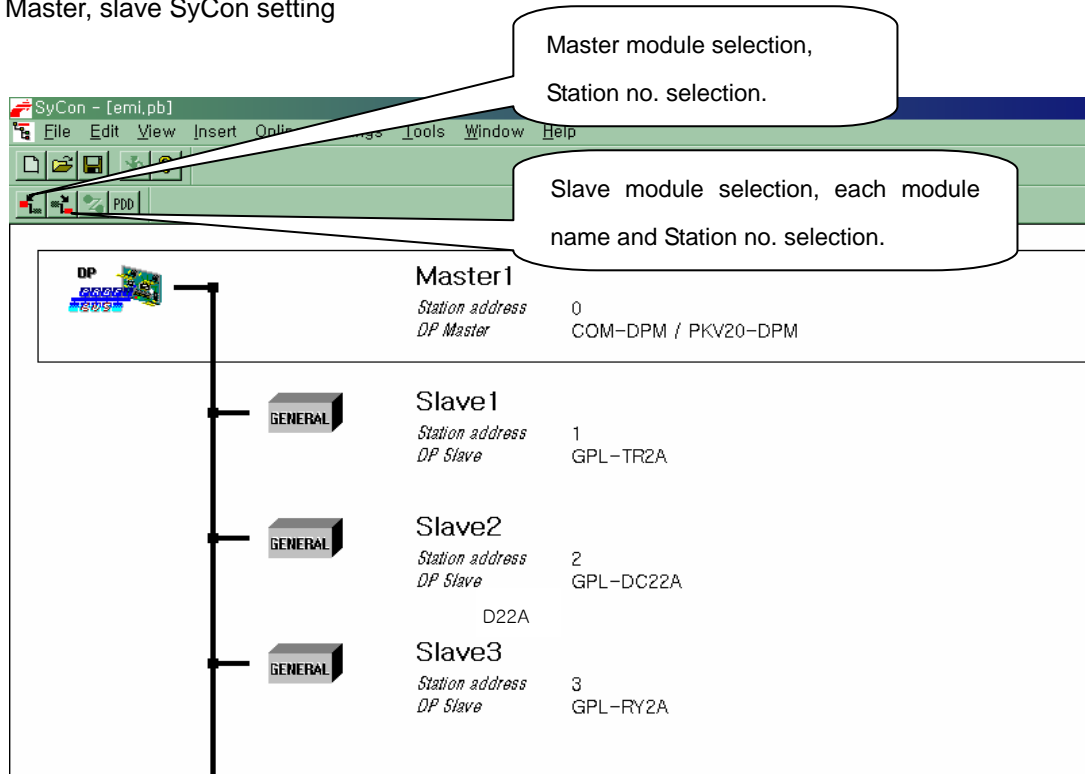 Master, slave SyCon setting
Master module selection,
Station no. selection.
SyCon - [emi,pb]
File Edit View Insert Tools Window Help
Slave module selection, each module
name and Station no. selection.
PDD
DP
Master1
Station address 0
DP Master COM-DPM / PKV20-DPM
GENERAL
Slave1
Station address 1
DP Slave GPL-TR2A
GENERAL
Slave2
Station address 2
DP Slave GPL-DC22A
D22A
GENERAL
Slave3
Station address 3
DP Slave GPL-RY2A